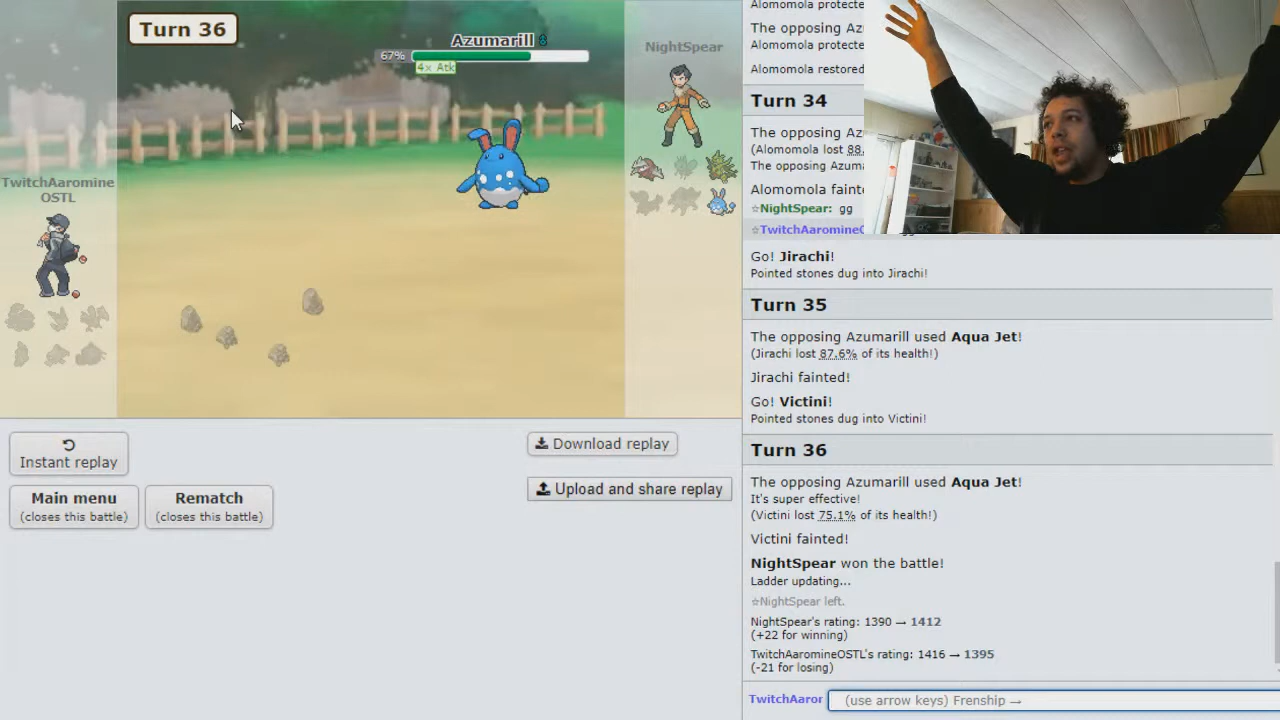 Turn 36
Azumarill
67%
4× Atk
NightSpear
TwitchAaromine
OSTL
Instant replay
Main menu
(closes this battle)
Rematch
(closes this battle)
Download replay
Upload and share replay
Alomomola protecte
The opposing Az
Alomomola protecte
Alomomola restored
Turn 34
The opposing Az
(Alomomola lost 88.
The opposing Azuma
Alomomola fainte
☆NightSpear: gg
☆TwitchAaromine
Go! Jirachi!
Pointed stones dug into Jirachi!
Turn 35
The opposing Azumarill used Aqua Jet!
(Jirachi lost 87.6% of its health!)
Jirachi fainted!
Go! Victini!
Pointed stones dug into Victini!
Turn 36
The opposing Azumarill used Aqua Jet!
It's super effective!
(Victini lost 75.1% of its health!)
Victini fainted!
NightSpear won the battle!
Ladder updating...
☆NightSpear left.
NightSpear's rating: 1390 → 1412
(+22 for winning)
TwitchAaromineOSTL's rating: 1416 → 1395
(-21 for losing)
TwitchAaror
(use arrow keys) Frenship →